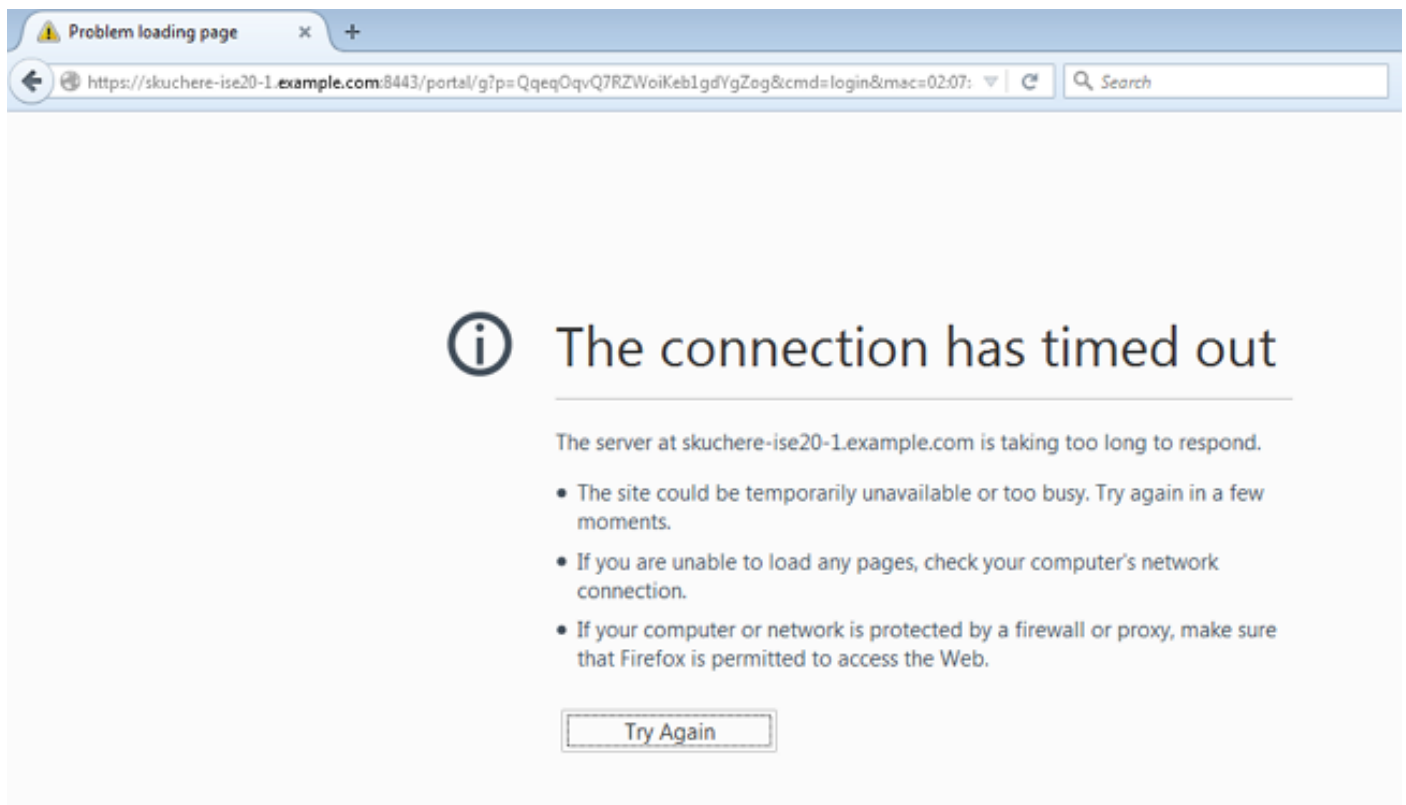 Problem loading page
https://skuchere-ise20-1.example.com:8443/portal/g?p=QqeqOqvQ7RZWoiKeb1gdYgZog&cmd=login&mac=02:07:
Search
The connection has timed out
The server at skuchere-ise20-1.example.com is taking too long to respond.
• The site could be temporarily unavailable or too busy. Try again in a few
moments.
• If you are unable to load any pages, check your computer's network
connection.
• If your computer or network is protected by a firewall or proxy, make sure
that Firefox is permitted to access the Web.
Try Again